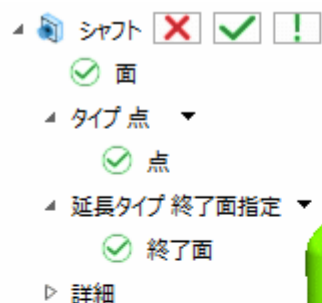 シャフト
面
タイプ 点
点
延長タイプ 終了面指定
終了面
詳細